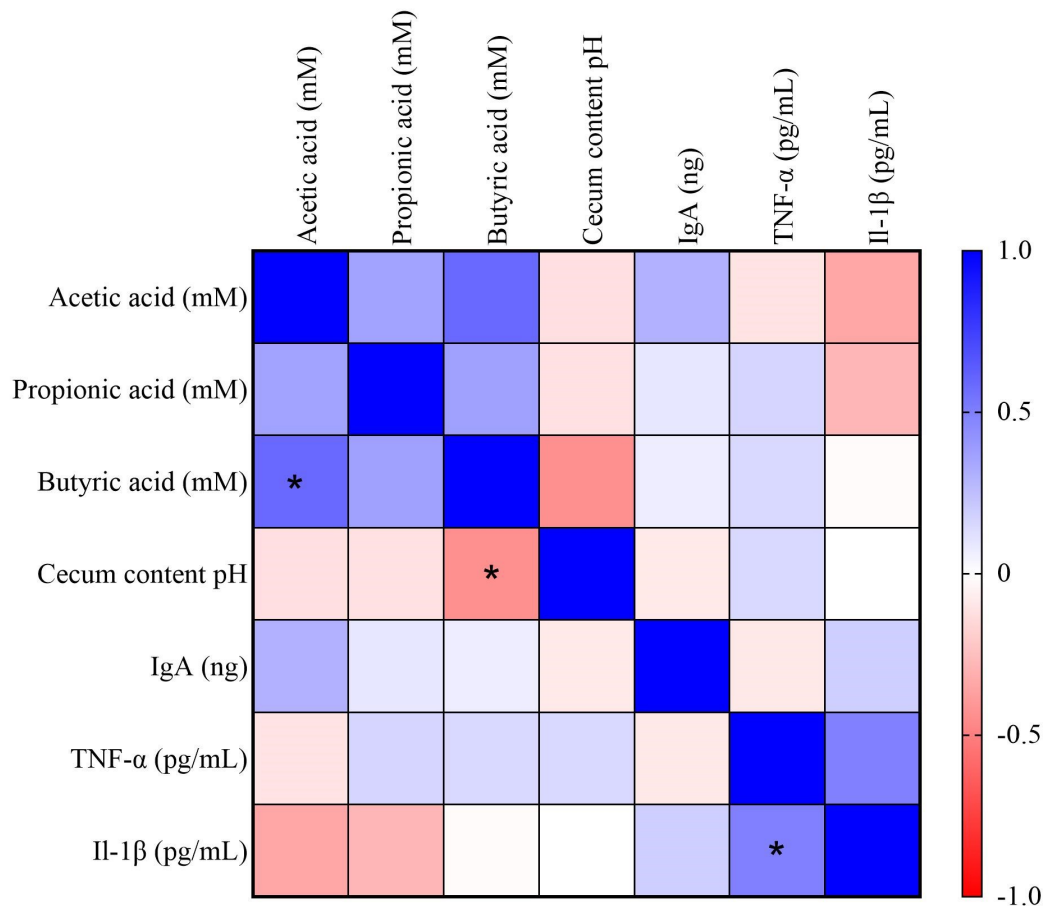 Acetic acid (mM)
Propionic acid (mM)
Butyric acid (mM)
Cecum content pH
IgA (ng)
TNF-α (pg/mL)
Il-1β (pg/mL)
Acetic acid (mM)
Propionic acid (mM)
Butyric acid (mM)
*
Cecum content pH
*
IgA (ng)
TNF-α (pg/mL)
Il-1β (pg/mL)
*
1.0
0.5
0
-0.5
-1.0